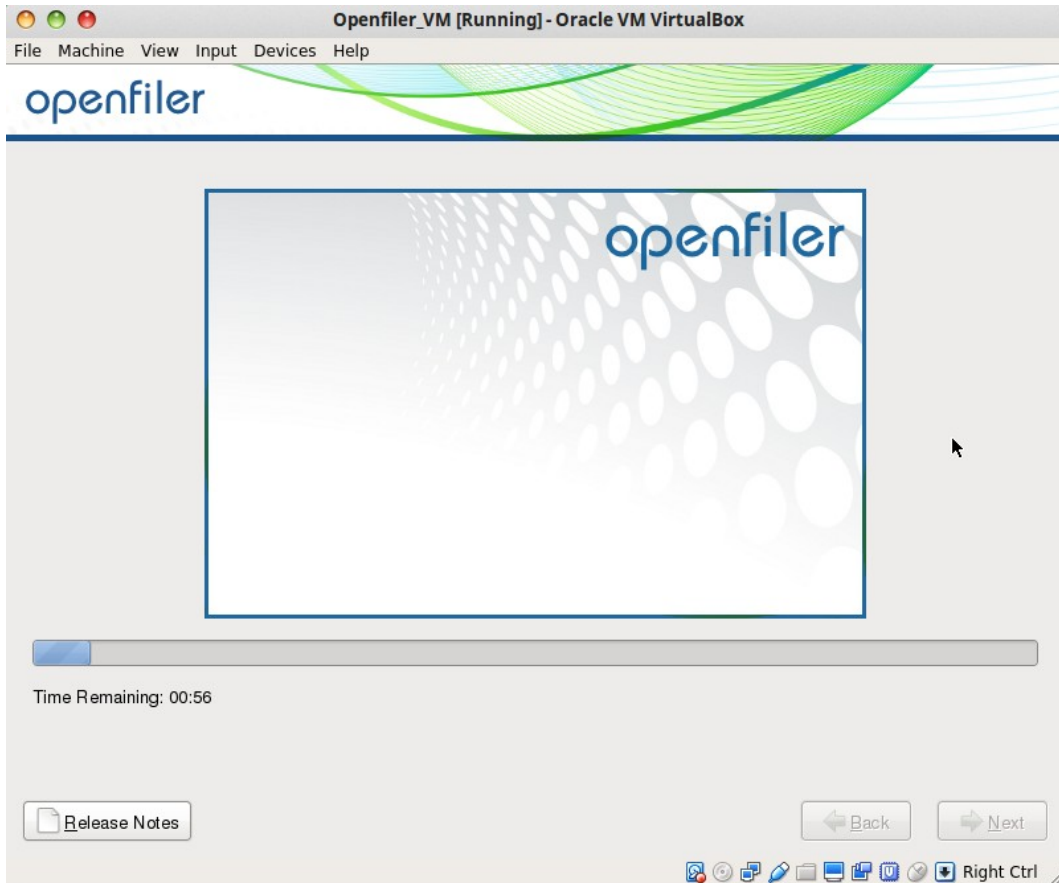 Openfiler_VM [Running] - Oracle VM VirtualBox
File Machine View Input Devices Help
openfiler
openfiler
Time Remaining: 00:56
Release Notes
Back
Next
Right Ctrl